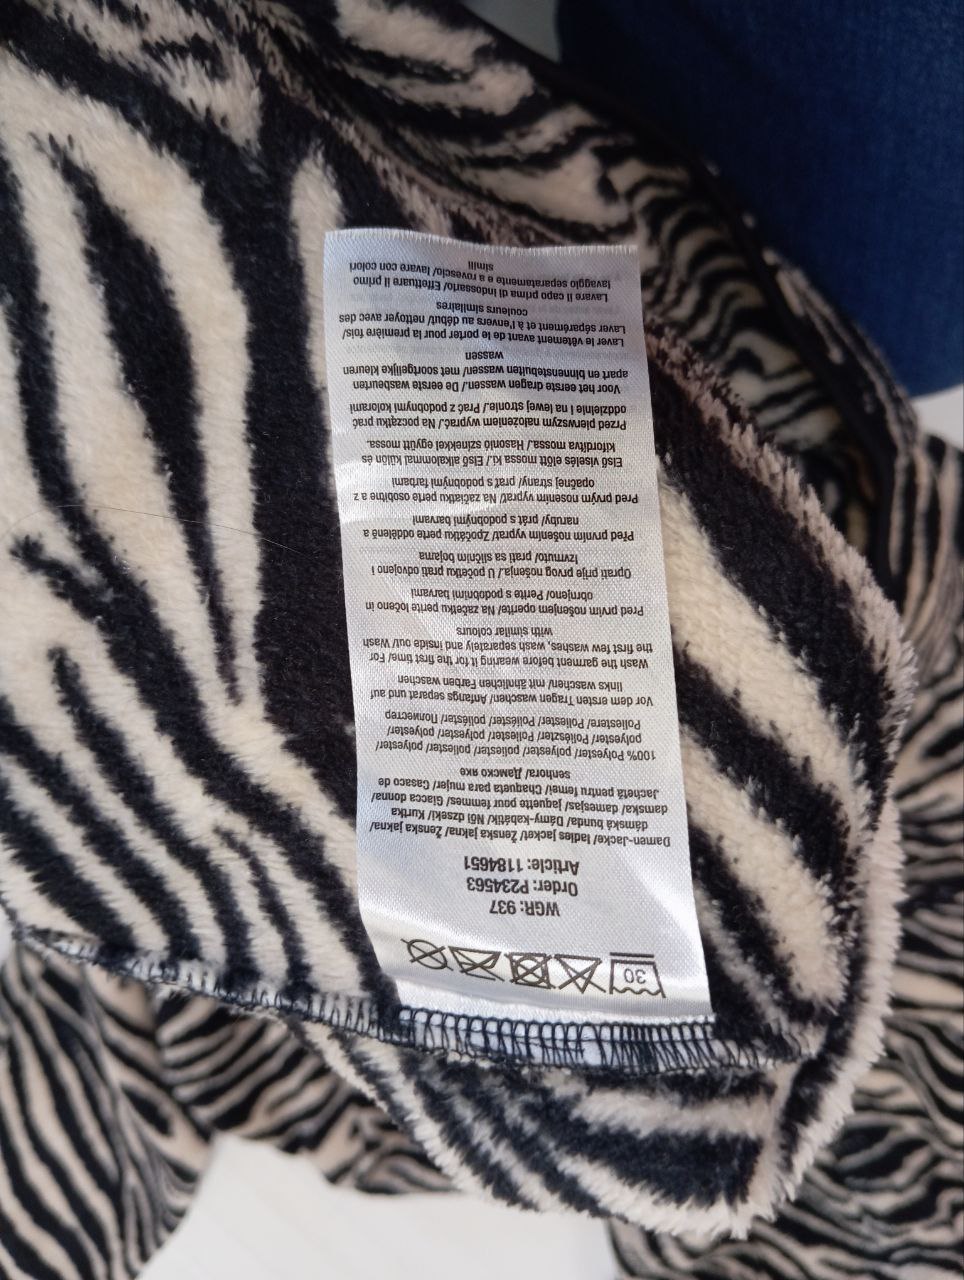 30
WGR: 937
Order: P234563
Article: 1184651
Damen-Jacke/ ladies jacket/ Ženska jakna/ Ženska jakna/
dámská bunda/ Dámy-kabátik/ Női dzseki/ Kurtka
damska/ damesjas/ jaquette pour femmes/ Giacca donna/
Jachetă pentru femei/ Chaqueta para mujer/ Casaco de
senhora/ Дамско яке
100% Polyester/ polyester/ poliester/ poliester/ polyester/
polyester/ Poliészter/ Poliester/ polyester/ polyester/
Poliestere/ Poliester/ Poliéster/ poliéster/ Полиестер
Vor dem ersten Tragen waschen/ Anfangs separat und auf
links waschen/ mit ähnlichen Farben waschen
Wash the garment before wearing it for the first time/ For
the first few washes, wash separately and inside out/ Wash
with similar colours
Pred prvim nošenjem operite/ Na začetku perite ločeno in
obrnjeno/ Perite s podobnimi barvami
Oprati prije prvog nošenja./ U početku prati odvojeno i
Izvrnuto/ prati sa sličnim bojama
Před prvním nošením vyprat/ Zpočátku perte odděleně a
naruby/ prát s podobnými barvami
Pred prvým nosením vyprať/ Na začiatku perte osobitne a z
opačnej strany/ prať s podobnými farbami
Első viselés előtt mossa ki./ Első alkalommal külön és
kifordítva mossa./ Hasonló színekkel együtt mossa.
Przed pierwszym nałożeniem wyprać./ Na początku prać
oddzielnie i na lewej stronie./ Prać z podobnymi kolorami
Voor het eerste dragen wassen./ De eerste wasbeurten
apart en binnenstebuiten wassen/ met soortgelijke kleuren
wassen
Laver le vêtement avant de le porter pour la première fois/
Laver séparément et à l'envers au début/ nettoyer avec des
couleurs similaires
Lavare il capo prima di indossarlo/ Effettuare il primo
lavaggio separatamente e a rovescio/ lavare con colori
simili